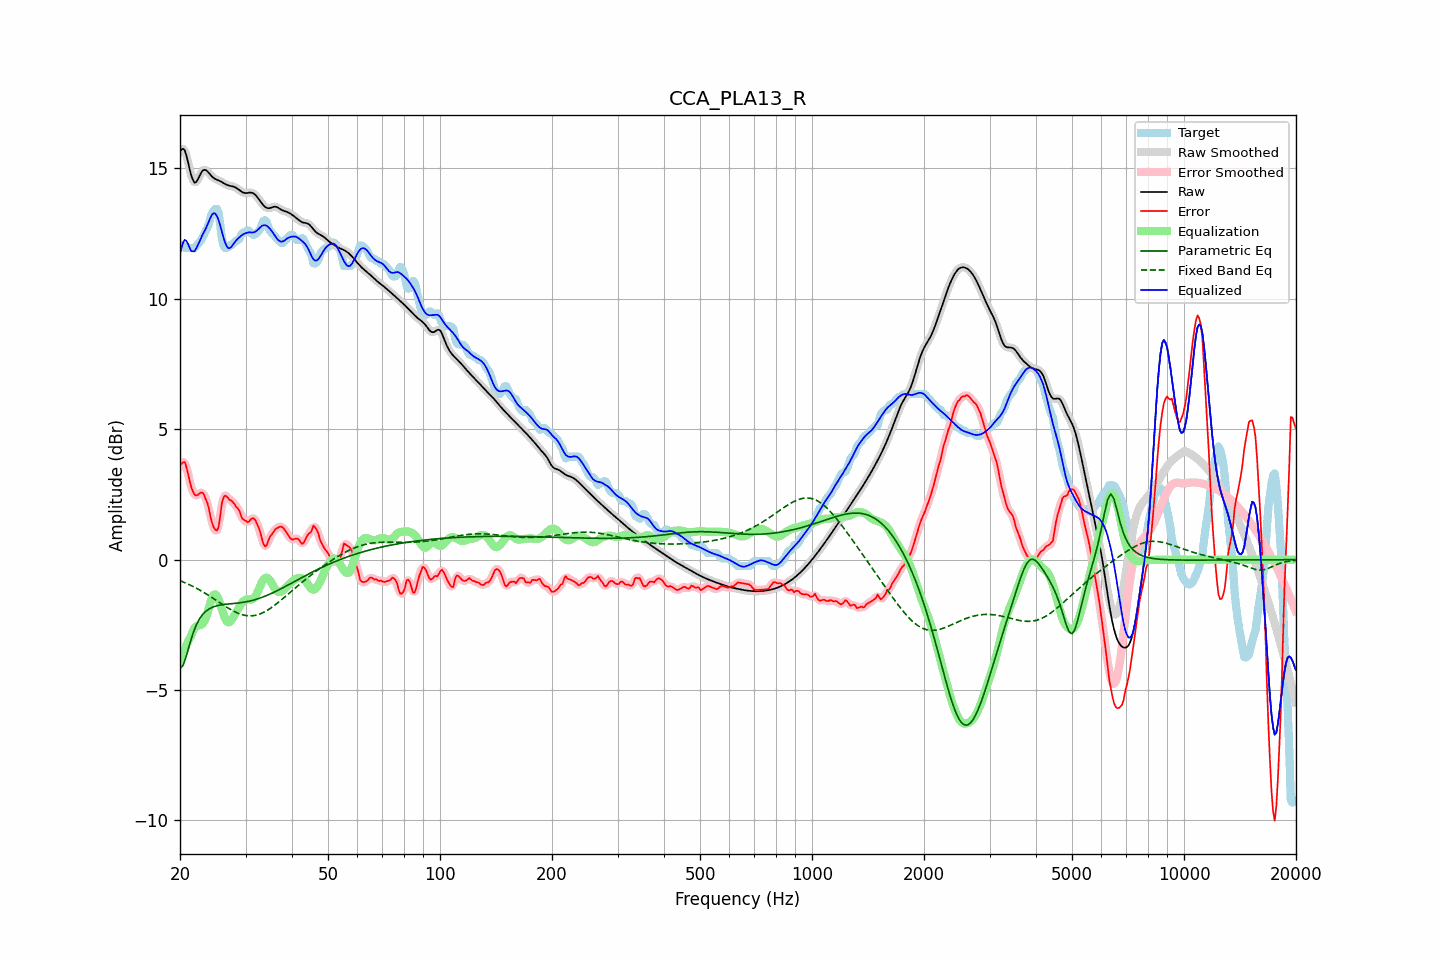 CCA_PLA13_R
Amplitude (dBr)
15
10
5
0
−5
−10
Target
Raw Smoothed
Error Smoothed
Raw
Error
Equalization
Parametric Eq
Fixed Band Eq
Equalized
20 50 100 200 500 1000 2000 5000 10000 20000
Frequency (Hz)